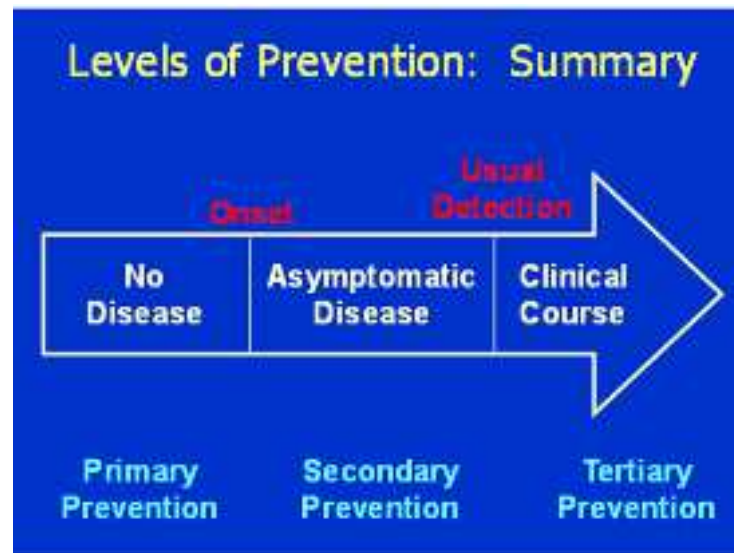 Levels of Prevention: Summary
Usual
Onset Detection
No Asymptomatic Clinical
Disease Disease Course
Primary Secondary Tertiary
Prevention Prevention Prevention